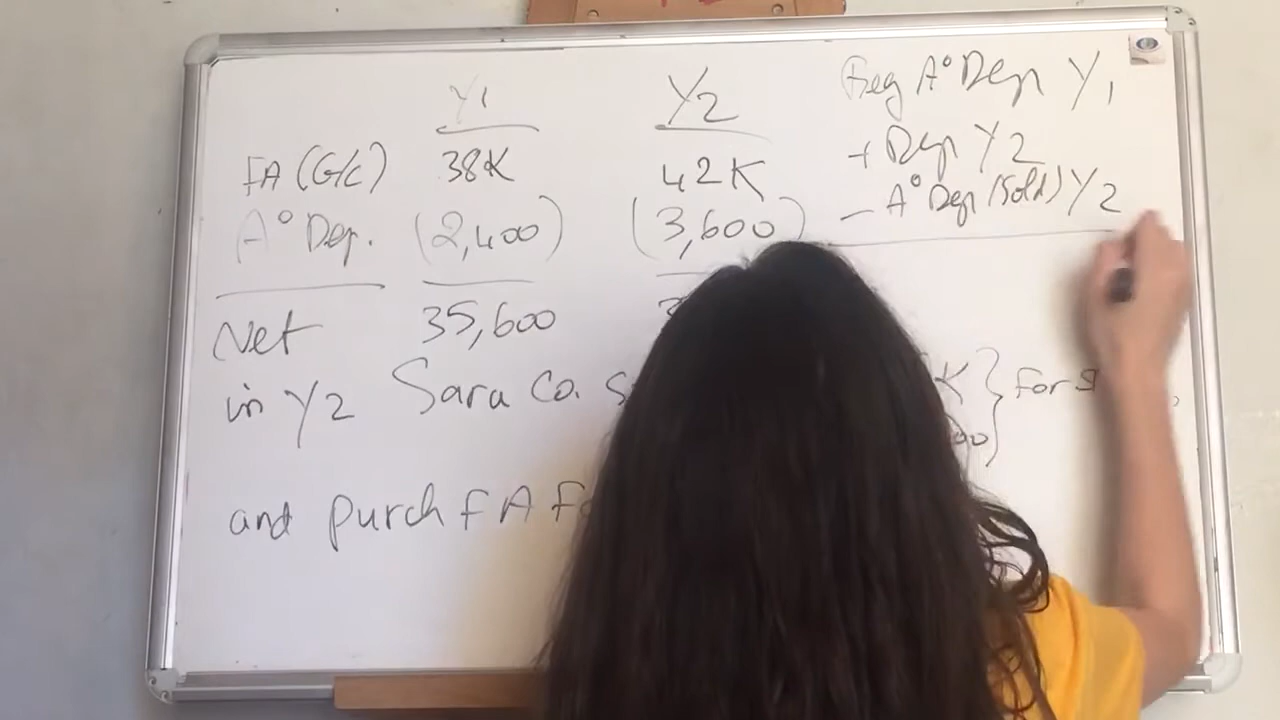 Y1 Y2
FA (G/C) 38K 42K
A° Dep. (2,400) (3,600)
Net 35,600
in Y2 Sara Co. K } for
and purch FA
Beg A° Dep Y1
+ Dep Y2
- A° Dep (Sold) Y2